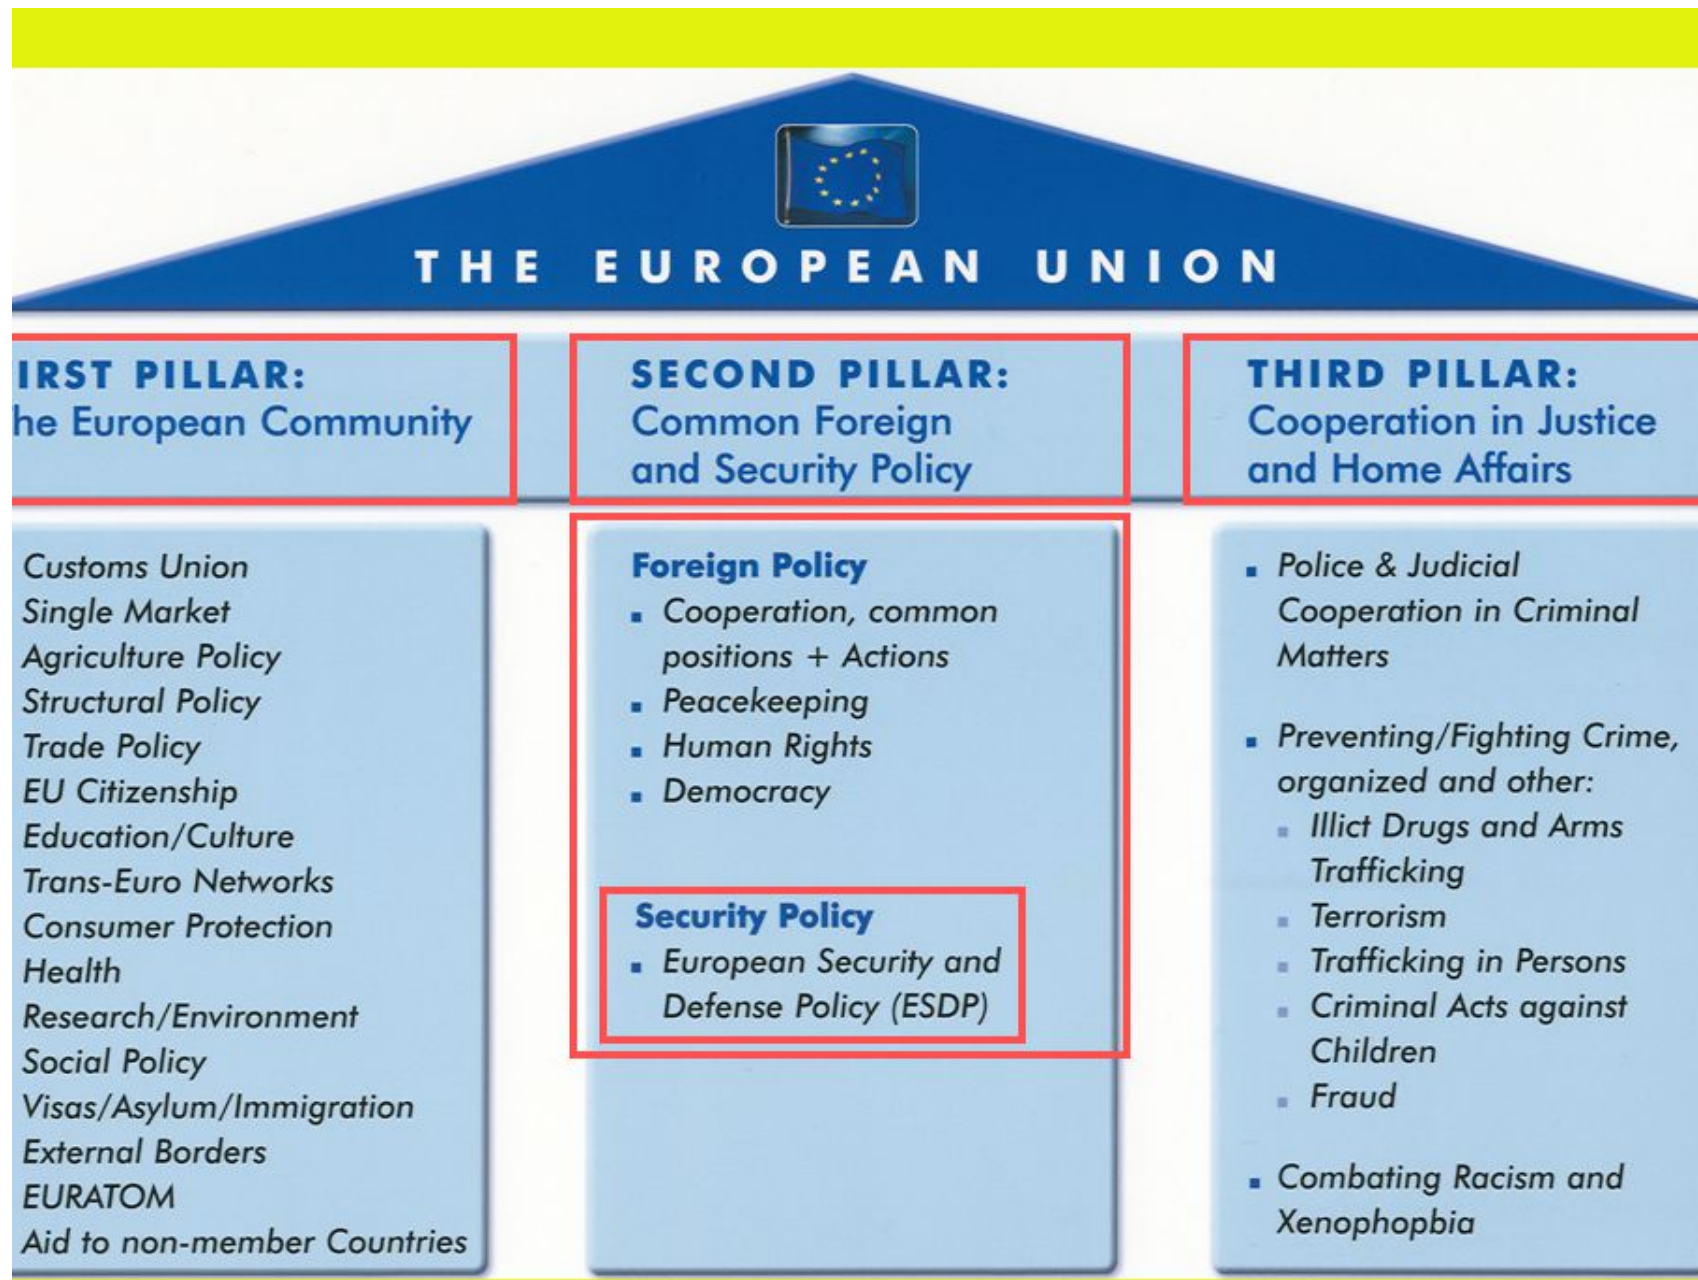 THE EUROPEAN UNION
IRST PILLAR:
he European Community
SECOND PILLAR:
Common Foreign
and Security Policy
THIRD PILLAR:
Cooperation in Justice
and Home Affairs
Customs Union
Single Market
Agriculture Policy
Structural Policy
Trade Policy
EU Citizenship
Education/Culture
Trans-Euro Networks
Consumer Protection
Health
Research/Environment
Social Policy
Visas/Asylum/Immigration
External Borders
EURATOM
Aid to non-member Countries
Foreign Policy
▪ Cooperation, common
positions + Actions
▪ Peacekeeping
▪ Human Rights
▪ Democracy
Security Policy
▪ European Security and
Defense Policy (ESDP)
▪ Police & Judicial
Cooperation in Criminal
Matters
▪ Preventing/Fighting Crime,
organized and other:
▪ Illict Drugs and Arms
Trafficking
▪ Terrorism
▪ Trafficking in Persons
▪ Criminal Acts against
Children
▪ Fraud
▪ Combating Racism and
Xenophopbia